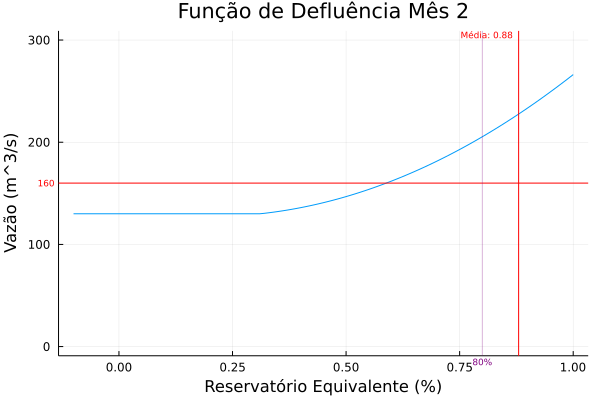 Função de Defluência Mês 2
Média: 0.88
300
200
160
100
0
Vazão (m^3/s)
0.00
0.25
0.50
0.75
80%
1.00
Reservatório Equivalente (%)